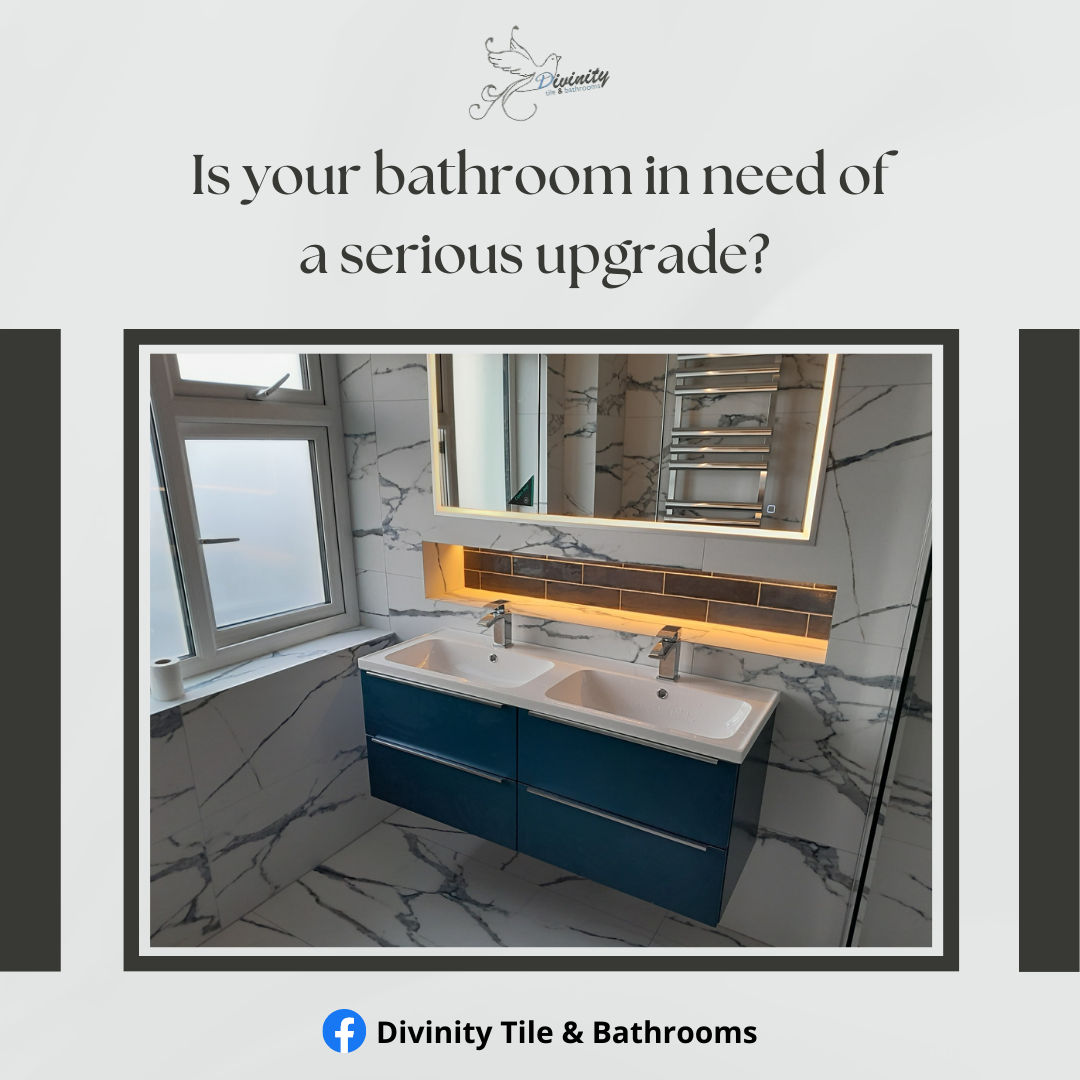 Divinity
tile & bathrooms
Is your bathroom in need of
a serious upgrade?
Divinity Tile & Bathrooms